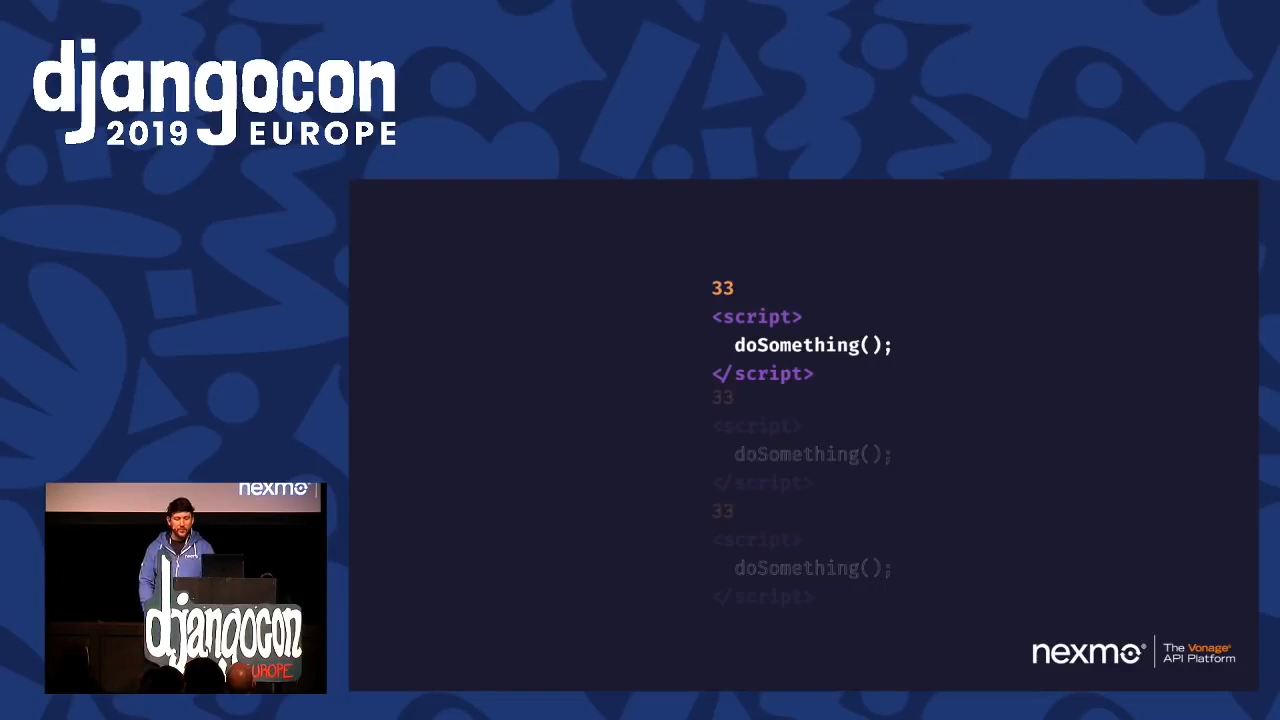 djangocon
2019 EUROPE
33
<script>
doSomething();
</script>
33
<script>
doSomething();
</script>
33
<script>
doSomething();
</script>
nexmo
djangocon
EUROPE
nexmo
The Vonage®
API Platform